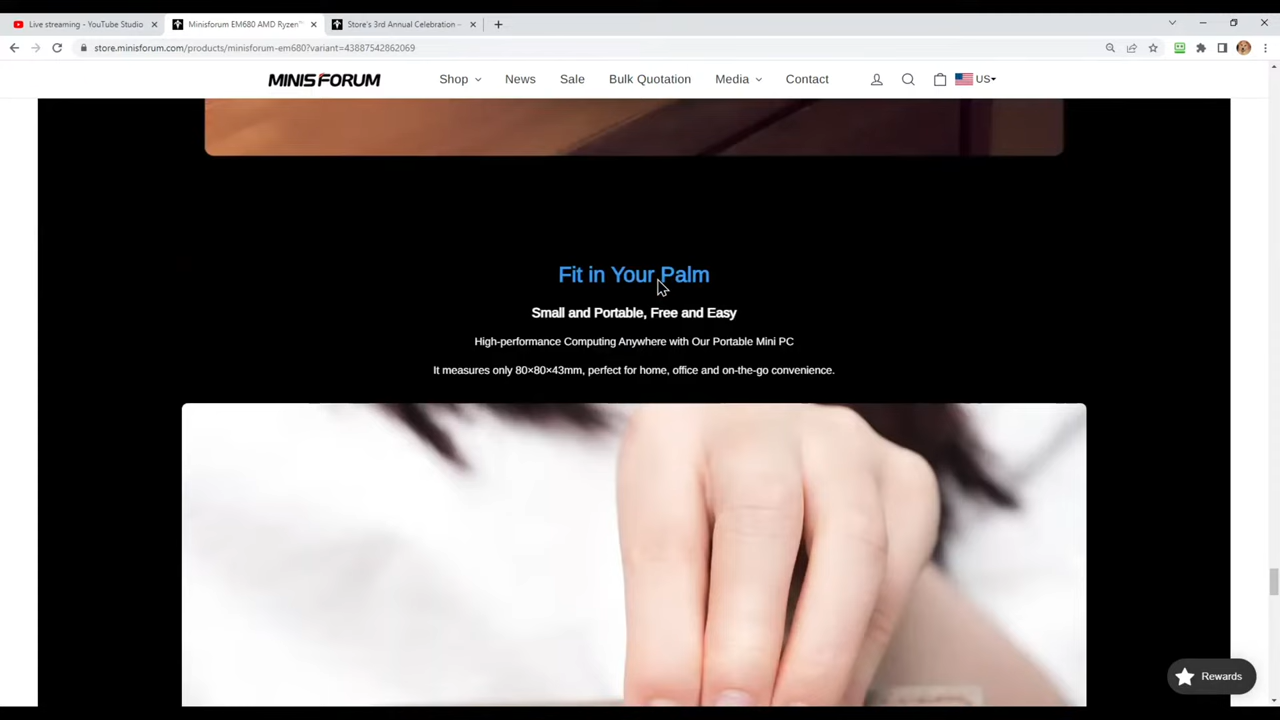 Live streaming - YouTube Studio
Minisforum EM680 AMD Ryzen™
Store's 3rd Annual Celebration -
store.minisforum.com/products/minisforum-em680?variant=43887542862069
MINISFORUM
Shop
News
Sale
Bulk Quotation
Media
Contact
US
Fit in Your Palm
Small and Portable, Free and Easy
High-performance Computing Anywhere with Our Portable Mini PC
It measures only 80×80×43mm, perfect for home, office and on-the-go convenience.
Rewards